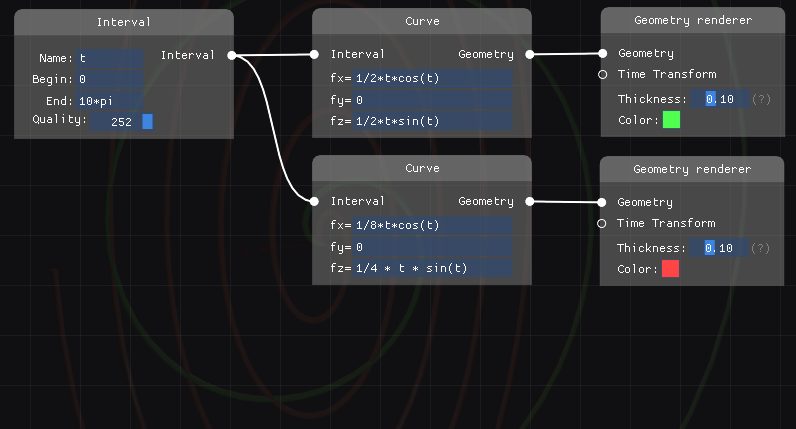 Interval
Name: t
Interval
Begin: 0
End: 10*pi
Quality: 252
Curve
Interval
Geometry
fx= 1/2*t*cos(t)
fy= 0
fz= 1/2*t*sin(t)
Geometry renderer
Geometry
Time Transform
Thickness: 0.10 (?)
Color:
Curve
Interval
Geometry
fx= 1/8*t*cos(t)
fy= 0
fz= 1/4 * t * sin(t)
Geometry renderer
Geometry
Time Transform
Thickness: 0.10 (?)
Color: